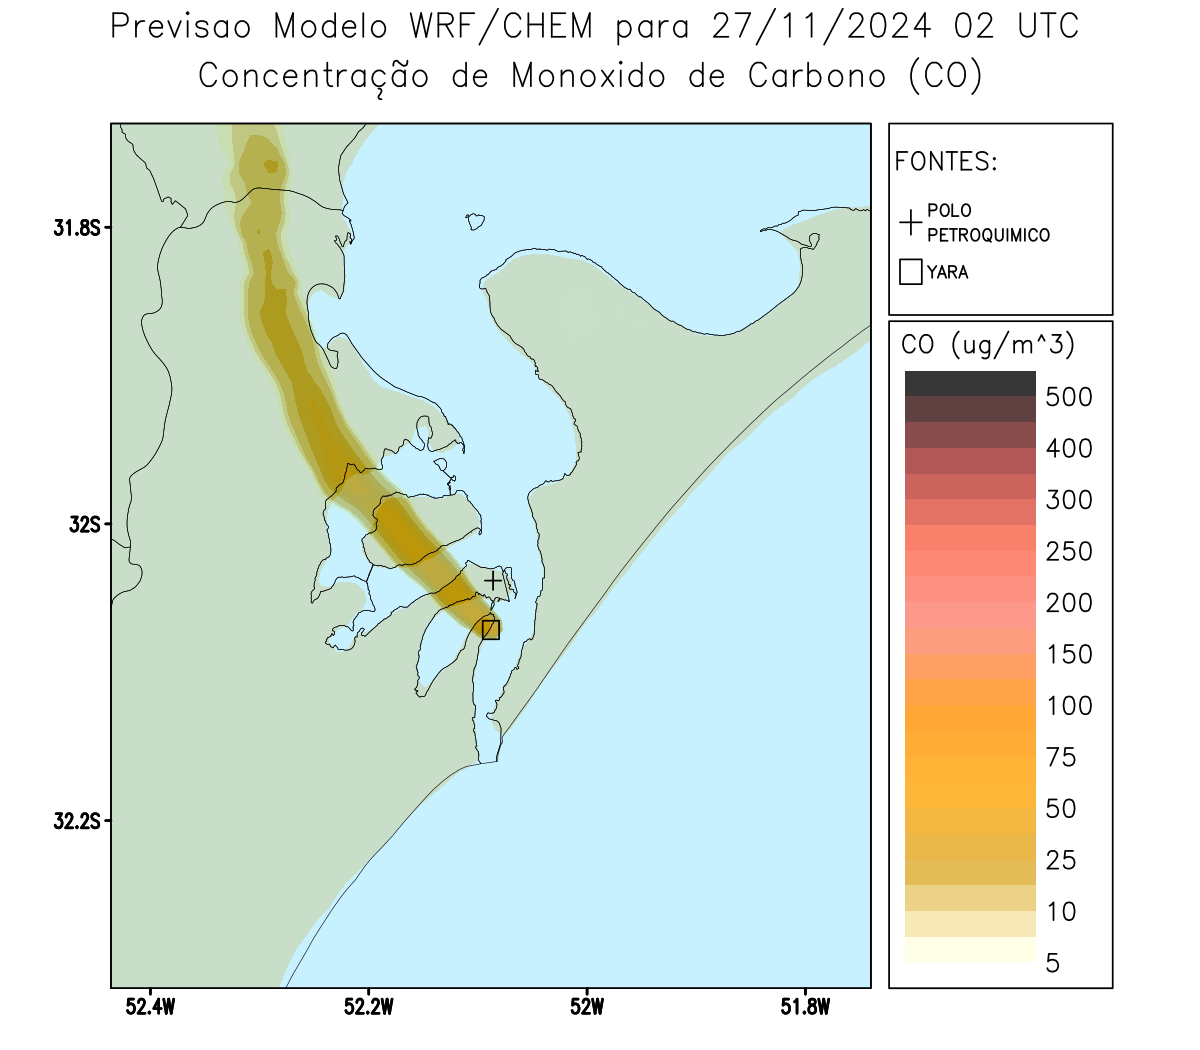 Previsao Modelo WRF/CHEM para 27/11/2024 02 UTC
Concentração de Monoxido de Carbono (CO)
FONTES:
POLO
PETROQUIMICO
YARA
CO (ug/m^3)
500
400
300
250
200
150
100
75
50
25
10
5
31.8S
32S
32.2S
52.4W
52.2W
52W
51.8W